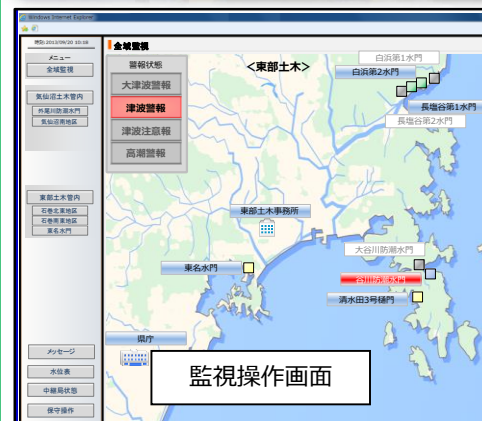 Windows Internet Explorer
時刻:2013/09/20 10:18
メニュー
全域監視
気仙沼土木管内
外尾川防潮水門
気仙沼南地区
東部土木管内
石巻北東地区
石巻南東地区
東名水門
メッセージ
水位表
中継局状態
保守操作
全域監視
警報状態
大津波警報
津波警報
津波注意報
高潮警報
<東部土木>
白浜第1水門
白浜第2水門
長塩谷第1水門
長塩谷第2水門
東部土木事務所
大谷川防潮水門
東名水門
谷川防潮水門
清水田3号樋門
県庁
監視操作画面